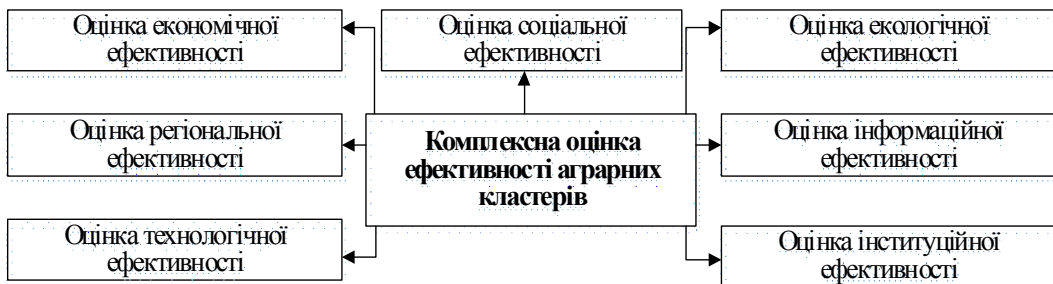 Оцінка економічної
ефективності
Оцінка соціальної
ефективності
Оцінка екологічної
ефективності
Оцінка регіональної
ефективності
Комплексна оцінка
ефективності аграрних
кластерів
Оцінка інформаційної
ефективності
Оцінка технологічної
ефективності
Оцінка інституційної
ефективності